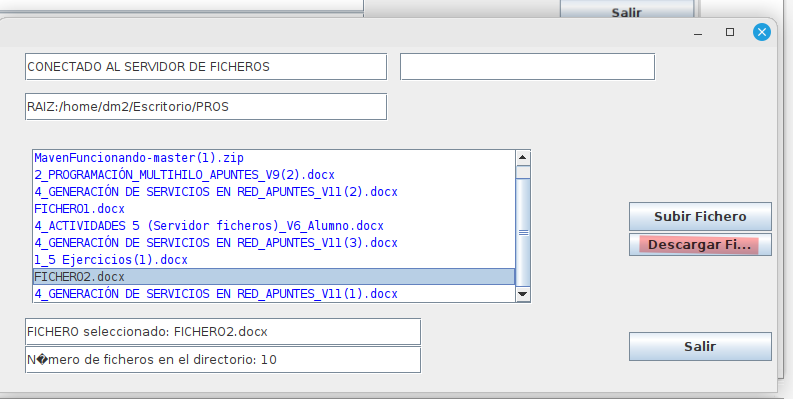 Salir
CONECTADO AL SERVIDOR DE FICHEROS
RAIZ:/home/dm2/Escritorio/PROS
MavenFuncionando-master(1).zip
2_PROGRAMACIÓN_MULTIHILO_APUNTES_V9(2).docx
4_GENERACIÓN DE SERVICIOS EN RED_APUNTES_V11(2).docx
FICHERO1.docx
4_ACTIVIDADES 5 (Servidor ficheros)_V6_Alumno.docx
4_GENERACIÓN DE SERVICIOS EN RED_APUNTES_V11(3).docx
1_5 Ejercicios(1).docx
FICHERO2.docx
4_GENERACIÓN DE SERVICIOS EN RED_APUNTES_V11(1).docx
Subir Fichero
Descargar Fi...
FICHERO seleccionado: FICHERO2.docx
N�mero de ficheros en el directorio: 10
Salir